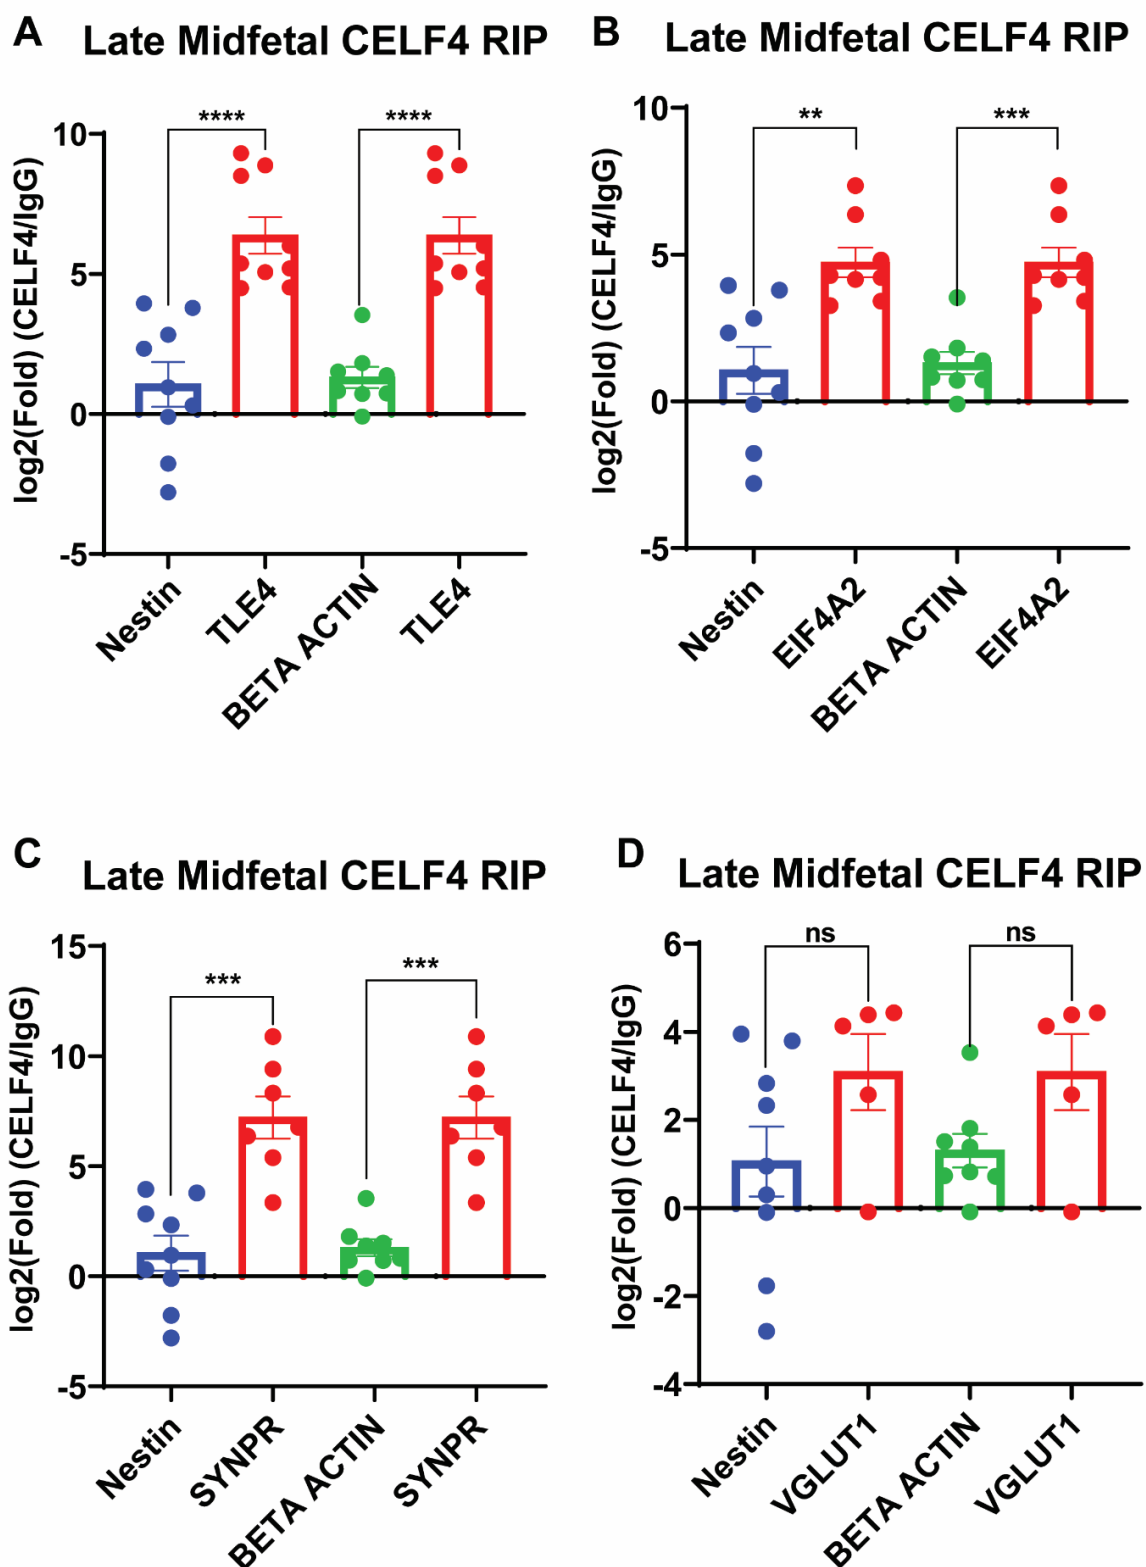 A
Late Midfetal CELF4 RIP
log2(Fold) (CELF4/IgG)
10
5
0
-5
****
****
Nestin
TLE4
BETA ACTIN
TLE4
B
Late Midfetal CELF4 RIP
log2(Fold) (CELF4/IgG)
10
5
0
-5
**
***
Nestin
EIF4A2
BETA ACTIN
EIF4A2
C
Late Midfetal CELF4 RIP
log2(Fold) (CELF4/IgG)
15
10
5
0
-5
***
***
Nestin
SYNPR
BETA ACTIN
SYNPR
D
Late Midfetal CELF4 RIP
log2(Fold) (CELF4/IgG)
6
4
2
0
-2
-4
ns
ns
Nestin
VGLUT1
BETA ACTIN
VGLUT1